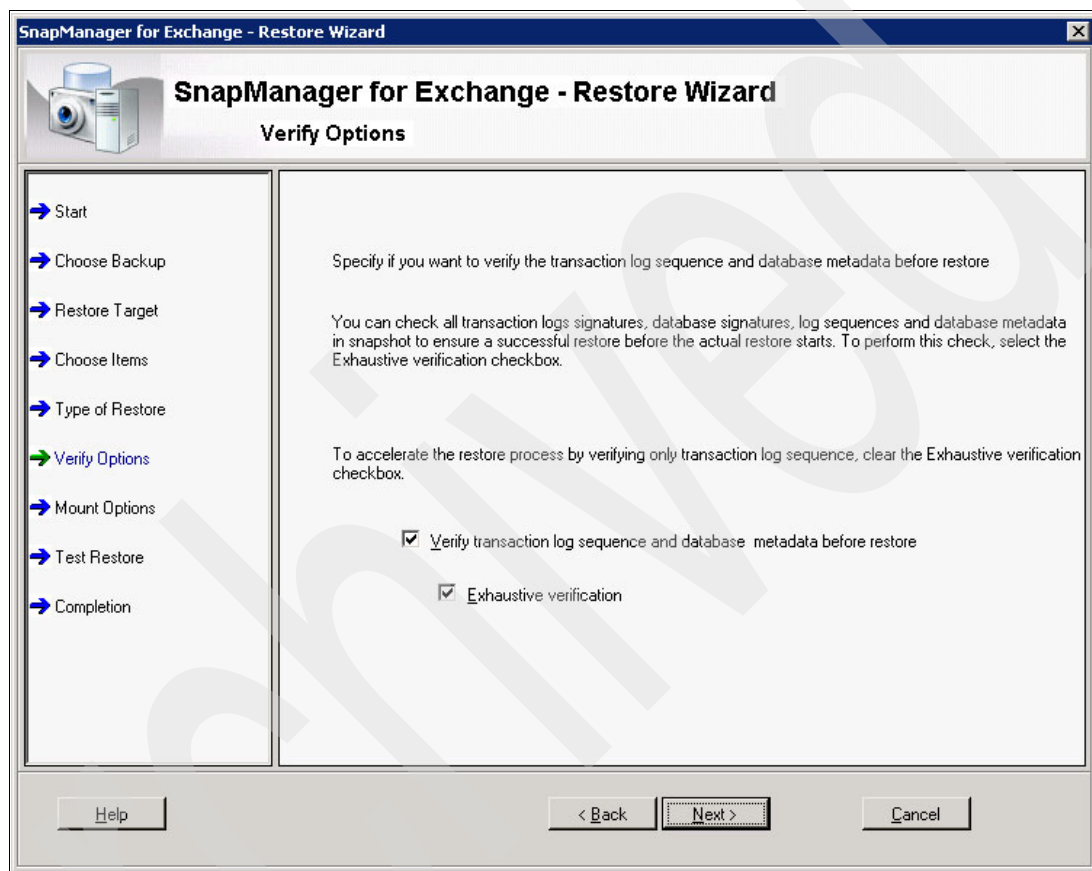 SnapManager for Exchange - Restore Wizard
SnapManager for Exchange - Restore Wizard
Verify Options
Start
Choose Backup
Restore Target
Choose Items
Type of Restore
Verify Options
Mount Options
Test Restore
Completion
Specify if you want to verify the transaction log sequence and database metadata before restore
You can check all transaction logs signatures, database signatures, log sequences and database metadata
in snapshot to ensure a successful restore before the actual restore starts. To perform this check, select the
Exhaustive verification checkbox.
To accelerate the restore process by verifying only transaction log sequence, clear the Exhaustive verification
checkbox.
Verify transaction log sequence and database metadata before restore
Exhaustive verification
Help
< Back
Next >
Cancel